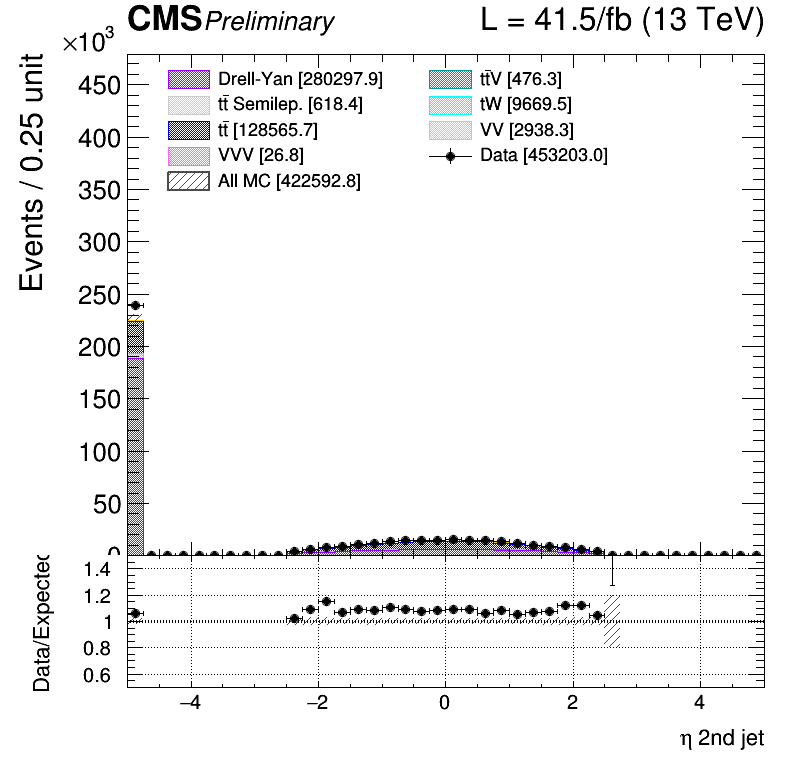 CMS Preliminary L = 41.5/fb (13 TeV)
×10³
Events / 0.25 unit
450
400
350
300
250
200
150
100
50
0
Drell-Yan [280297.9]
tt̄ Semilep. [618.4]
tt̄ [128565.7]
VVV [26.8]
All MC [422592.8]
tt̄V [476.3]
tW [9669.5]
VV [2938.3]
Data [453203.0]
Data/Expected
1.4
1.2
1
0.8
0.6
−4 −2 0 2 4
η 2nd jet